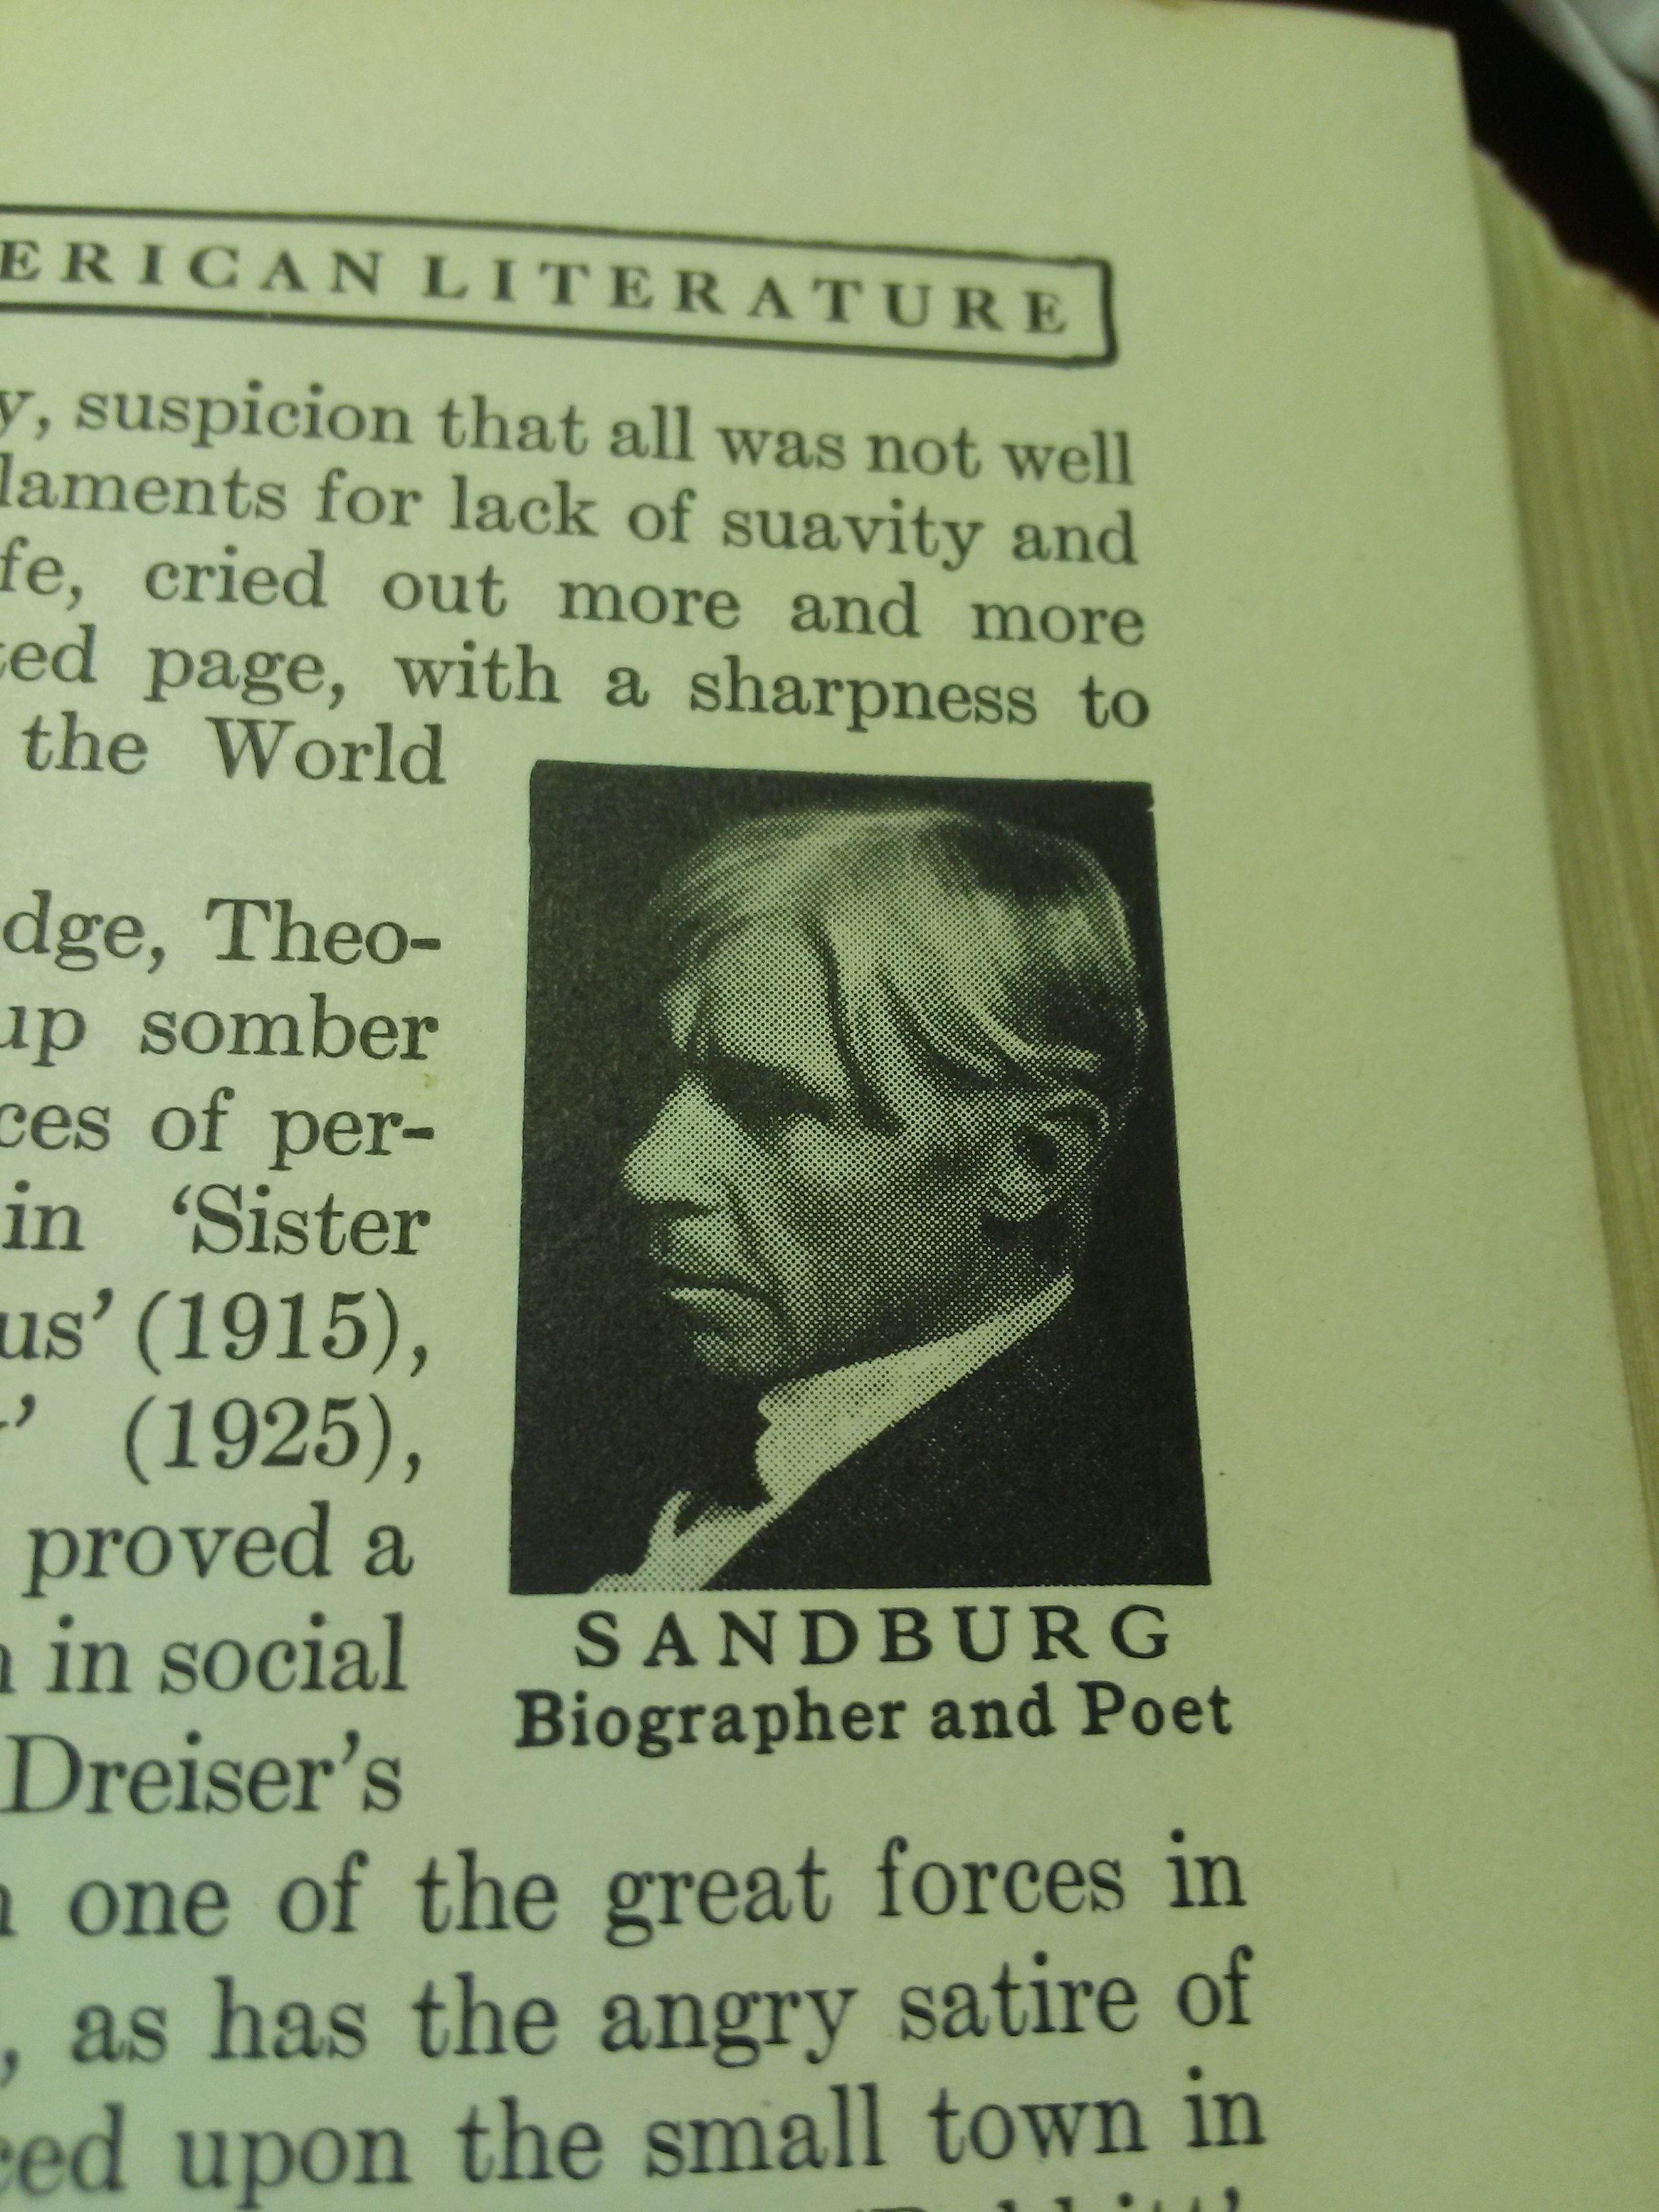 ERICAN LITERATURE
y, suspicion that all was not well
laments for lack of suavity and
fe, cried out more and more
ted page, with a sharpness to
the World
dge, Theo-
up somber
ces of per-
in ‘Sister
us’ (1915),
’ (1925),
proved a
in social
Dreiser’s
SANDBURG
Biographer and Poet
one of the great forces in
, as has the angry satire of
ced upon the small town in